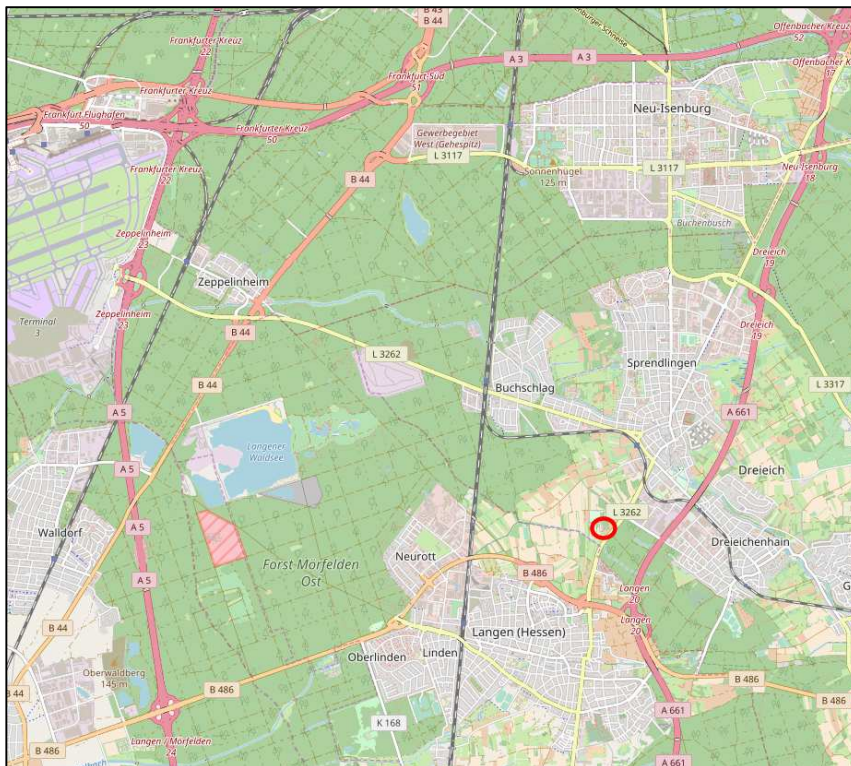 B 43
B 44
Frankfurter Kreuz
22
Offenbacher Kreuz
52
A 3
A 3
Frankfurter Kreuz
Frankfurt-Süd
51
Neu-Isenburg
Frankfurt Flughafen
50
Frankfurter Kreuz
50
Gewerbegebiet
West (Gehespitz)
L 3117
Frankfurter Kreuz
22
Sonnenhügel
125 m
L 3117
Neu-Isenburg
18
B 44
Buchenbusch
Zeppelinheim
23
Dreieich
19
Zeppelinheim
Terminal
3
Zeppelinheim
23
B 44
Dreieich
19
L 3262
Sprendlingen
Buchschlag
L 3317
B 44
A 5
A 661
Langener
Waldsee
Dreieich
A 5
L 3262
Walldorf
Dreieichenhain
Neurott
Forst Mörfelden
Ost
B 486
A 5
Langen
20
Langen
20
B 44
Langen (Hessen)
Oberlinden
Linden
Oberwaldberg
145 m
B 486
B 486
B 486
44
A 661
K 168
Langen / Mörfelden
24
B 486
A 661